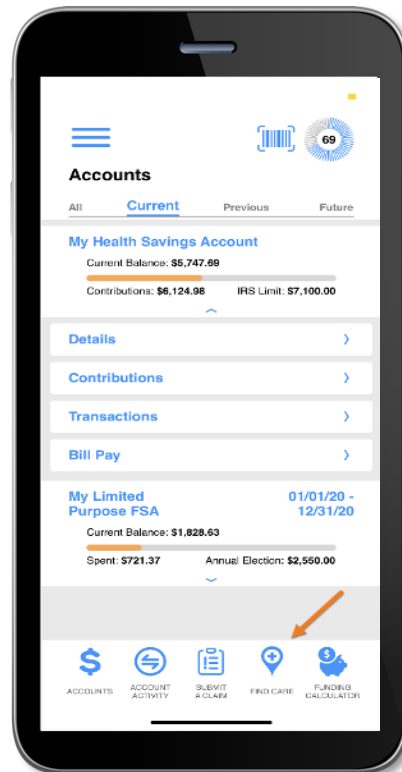 69
Accounts
All Current Previous Future
My Health Savings Account
Current Balance: $5,747.69
Contributions: $6,124.98 IRS Limit: $7,100.00
Details
Contributions
Transactions
Bill Pay
My Limited 01/01/20 -
Purpose FSA 12/31/20
Current Balance: $1,828.63
Spent: $721.37 Annual Election: $2,550.00
ACCOUNTS ACCOUNT SUBMIT FIND CARE FUNDING
ACTIVITY A CLAIM CALCULATOR